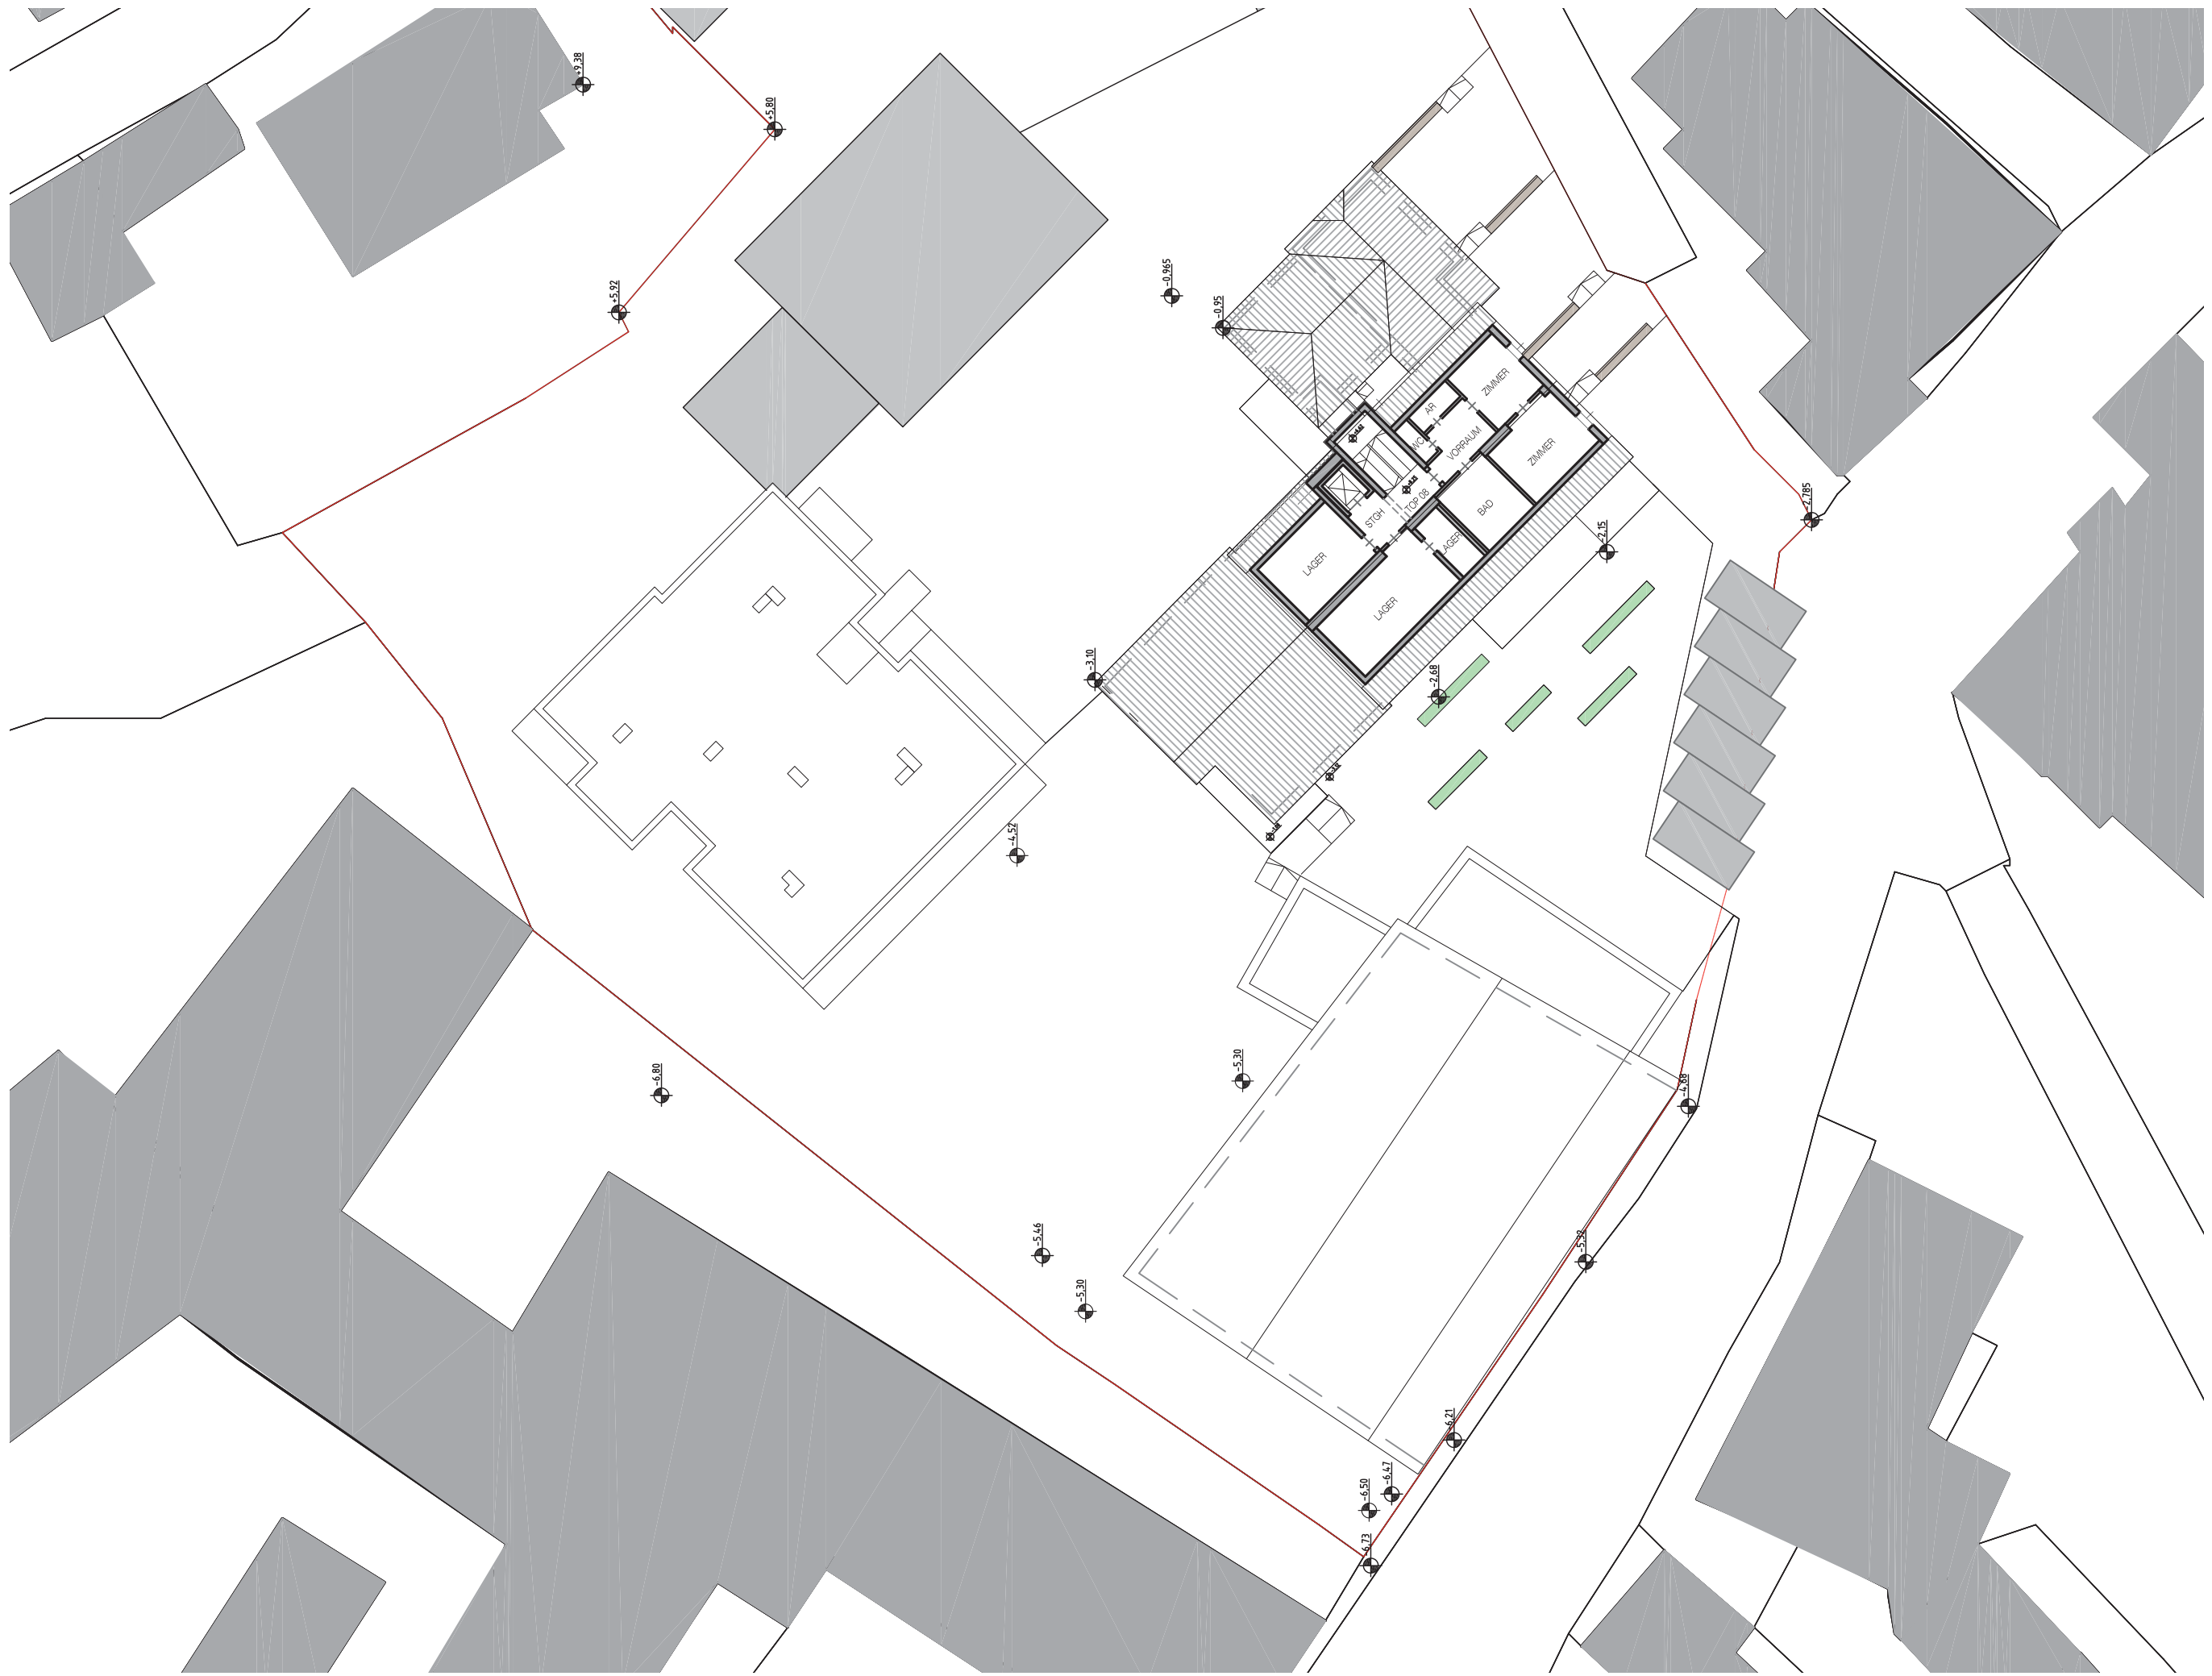 +9,38
+5,80
+5,92
-0,965
-0,95
ZIMMER
AR
WC
VORRAUM
ZIMMER
TOP 08
STGH
BAD
LAGER
LAGER
LAGER
-2,785
-2,15
-3,10
-2,68
-4,52
-5,30
-6,80
-4,68
-5,46
-5,32
-5,30
-6,21
-6,47
-6,50
-6,73